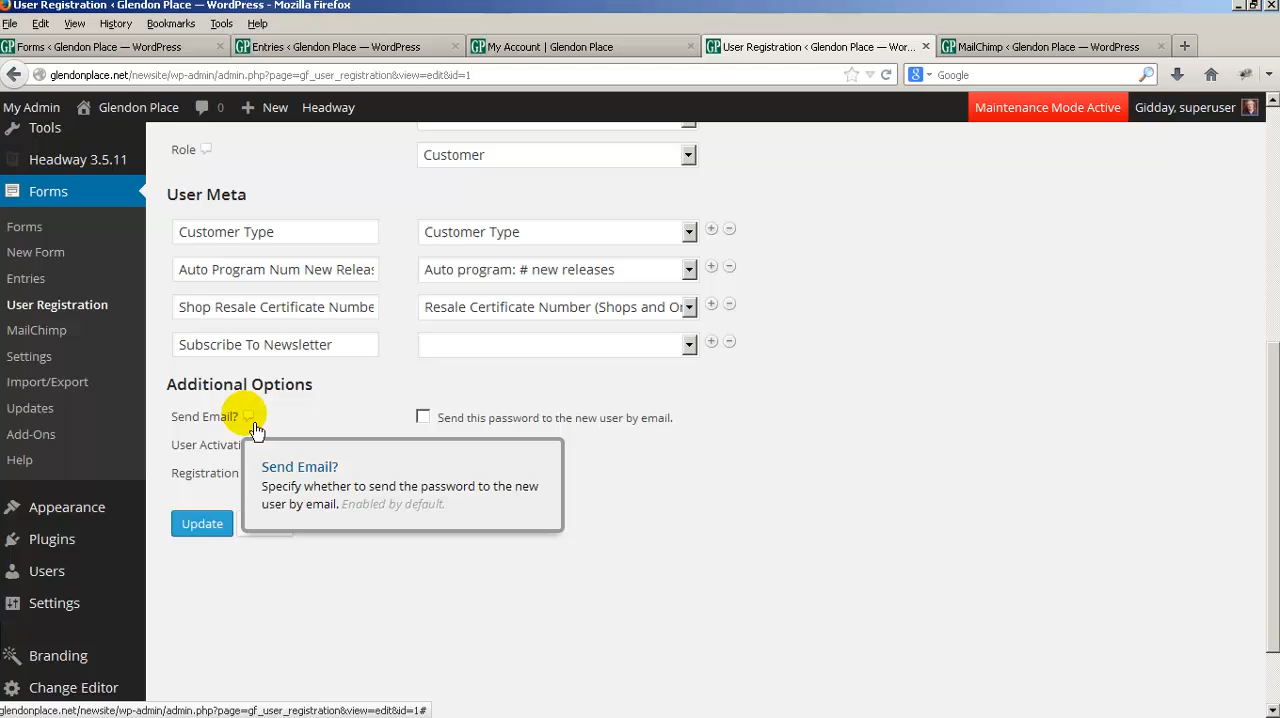 User Registration ‹ Glendon Place — WordPress - Mozilla Firefox
File Edit View History Bookmarks Tools Help
GP Forms ‹ Glendon Place — WordPress × GP Entries ‹ Glendon Place — WordPress × GP My Account | Glendon Place × GP User Registration ‹ Glendon Place — Wor... × GP MailChimp ‹ Glendon Place — WordPress × +
glendonplace.net/newsite/wp-admin/admin.php?page=gf_user_registration&view=edit&id=1 Google
My Admin Glendon Place 0 + New Headway Maintenance Mode Active Gidday, superuser
Tools
Headway 3.5.11
Forms
Forms
New Form
Entries
User Registration
MailChimp
Settings
Import/Export
Updates
Add-Ons
Help
Appearance
Plugins
Users
Settings
Branding
Change Editor
Role Customer
User Meta
Customer Type Customer Type
Auto Program Num New Releas Auto program: # new releases
Shop Resale Certificate Numbe Resale Certificate Number (Shops and Or
Subscribe To Newsletter
Additional Options
Send Email? Send this password to the new user by email.
User Activati
Registration
Send Email?
Specify whether to send the password to the new
user by email. Enabled by default.
Update
glendonplace.net/newsite/wp-admin/admin.php?page=gf_user_registration&view=edit&id=1#